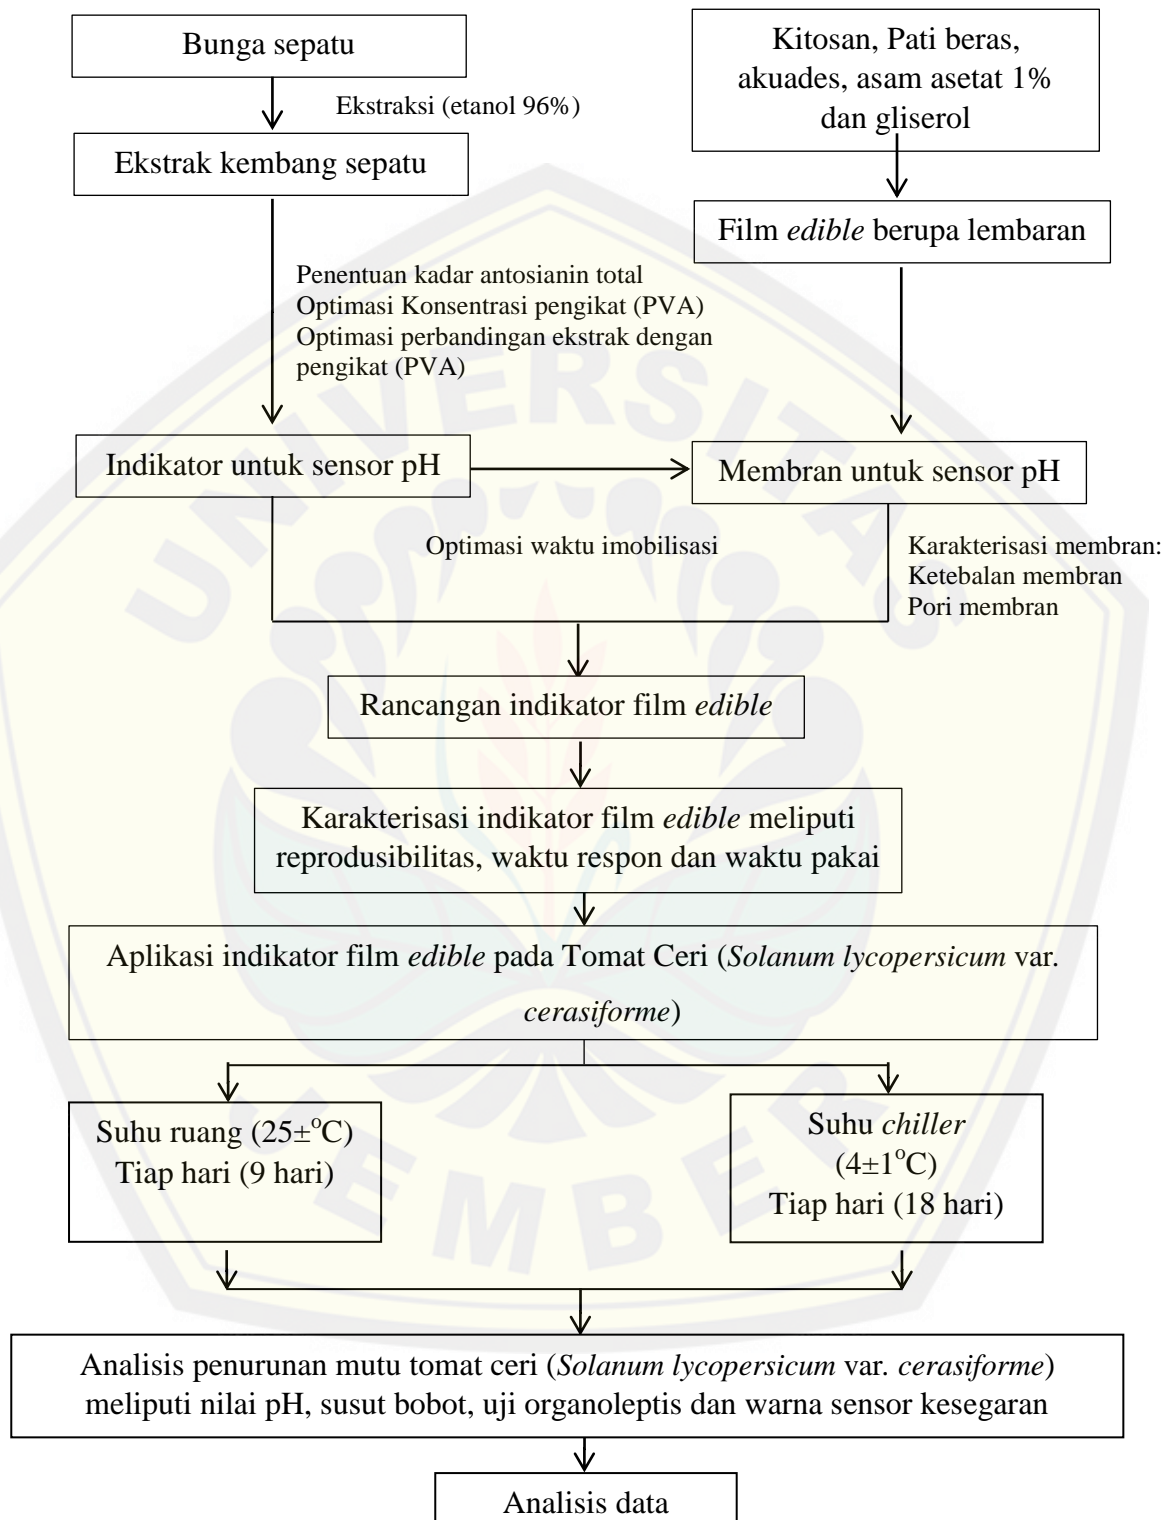 Bunga sepatu
Ekstraksi (etanol 96%)
Ekstrak kembang sepatu
Kitosan, Pati beras,
akuades, asam asetat 1%
dan gliserol
Film edible berupa lembaran
Penentuan kadar antosianin total
Optimasi Konsentrasi pengikat (PVA)
Optimasi perbandingan ekstrak dengan
pengikat (PVA)
Indikator untuk sensor pH
Membran untuk sensor pH
Optimasi waktu imobilisasi
Karakterisasi membran:
Ketebalan membran
Pori membran
Rancangan indikator film edible
Karakterisasi indikator film edible meliputi
reprodusibilitas, waktu respon dan waktu pakai
Aplikasi indikator film edible pada Tomat Ceri (Solanum lycopersicum var.
cerasiforme)
Suhu ruang (25±°C)
Tiap hari (9 hari)
Suhu chiller
(4±1°C)
Tiap hari (18 hari)
Analisis penurunan mutu tomat ceri (Solanum lycopersicum var. cerasiforme)
meliputi nilai pH, susut bobot, uji organoleptis dan warna sensor kesegaran
Analisis data
UNIVERSITAS
JEMBER